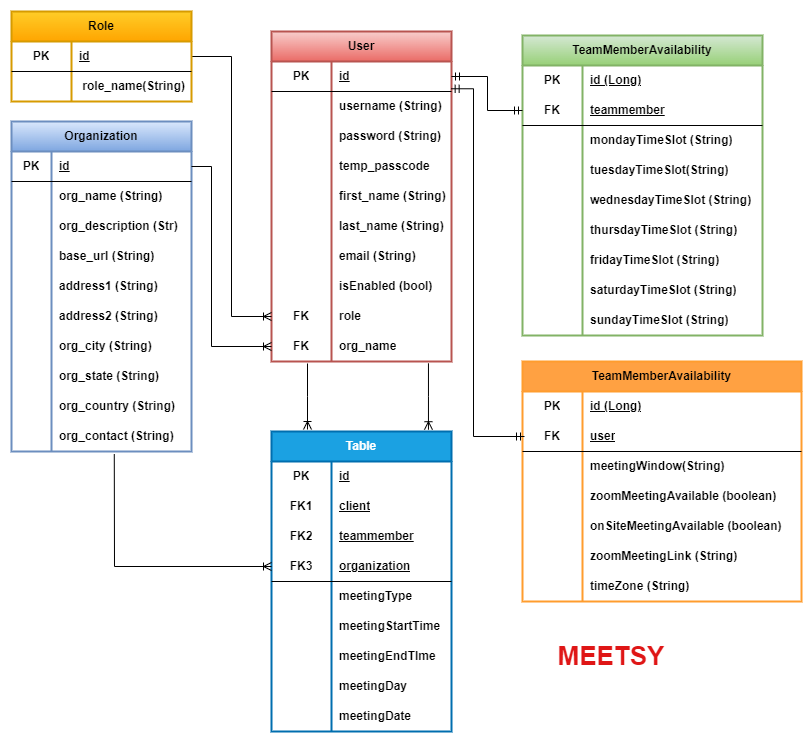 Role
PK id
role_name(String)
Organization
PK id
org_name (String)
org_description (Str)
base_url (String)
address1 (String)
address2 (String)
org_city (String)
org_state (String)
org_country (String)
org_contact (String)
User
PK id
username (String)
password (String)
temp_passcode
first_name (String)
last_name (String)
email (String)
isEnabled (bool)
FK role
FK org_name
Table
PK id
FK1 client
FK2 teammember
FK3 organization
meetingType
meetingStartTime
meetingEndTIme
meetingDay
meetingDate
TeamMemberAvailability
PK id (Long)
FK teammember
mondayTimeSlot (String)
tuesdayTimeSlot(String)
wednesdayTimeSlot (String)
thursdayTimeSlot (String)
fridayTimeSlot (String)
saturdayTimeSlot (String)
sundayTimeSlot (String)
TeamMemberAvailability
PK id (Long)
FK user
meetingWindow(String)
zoomMeetingAvailable (boolean)
onSiteMeetingAvailable (boolean)
zoomMeetingLink (String)
timeZone (String)
MEETSY